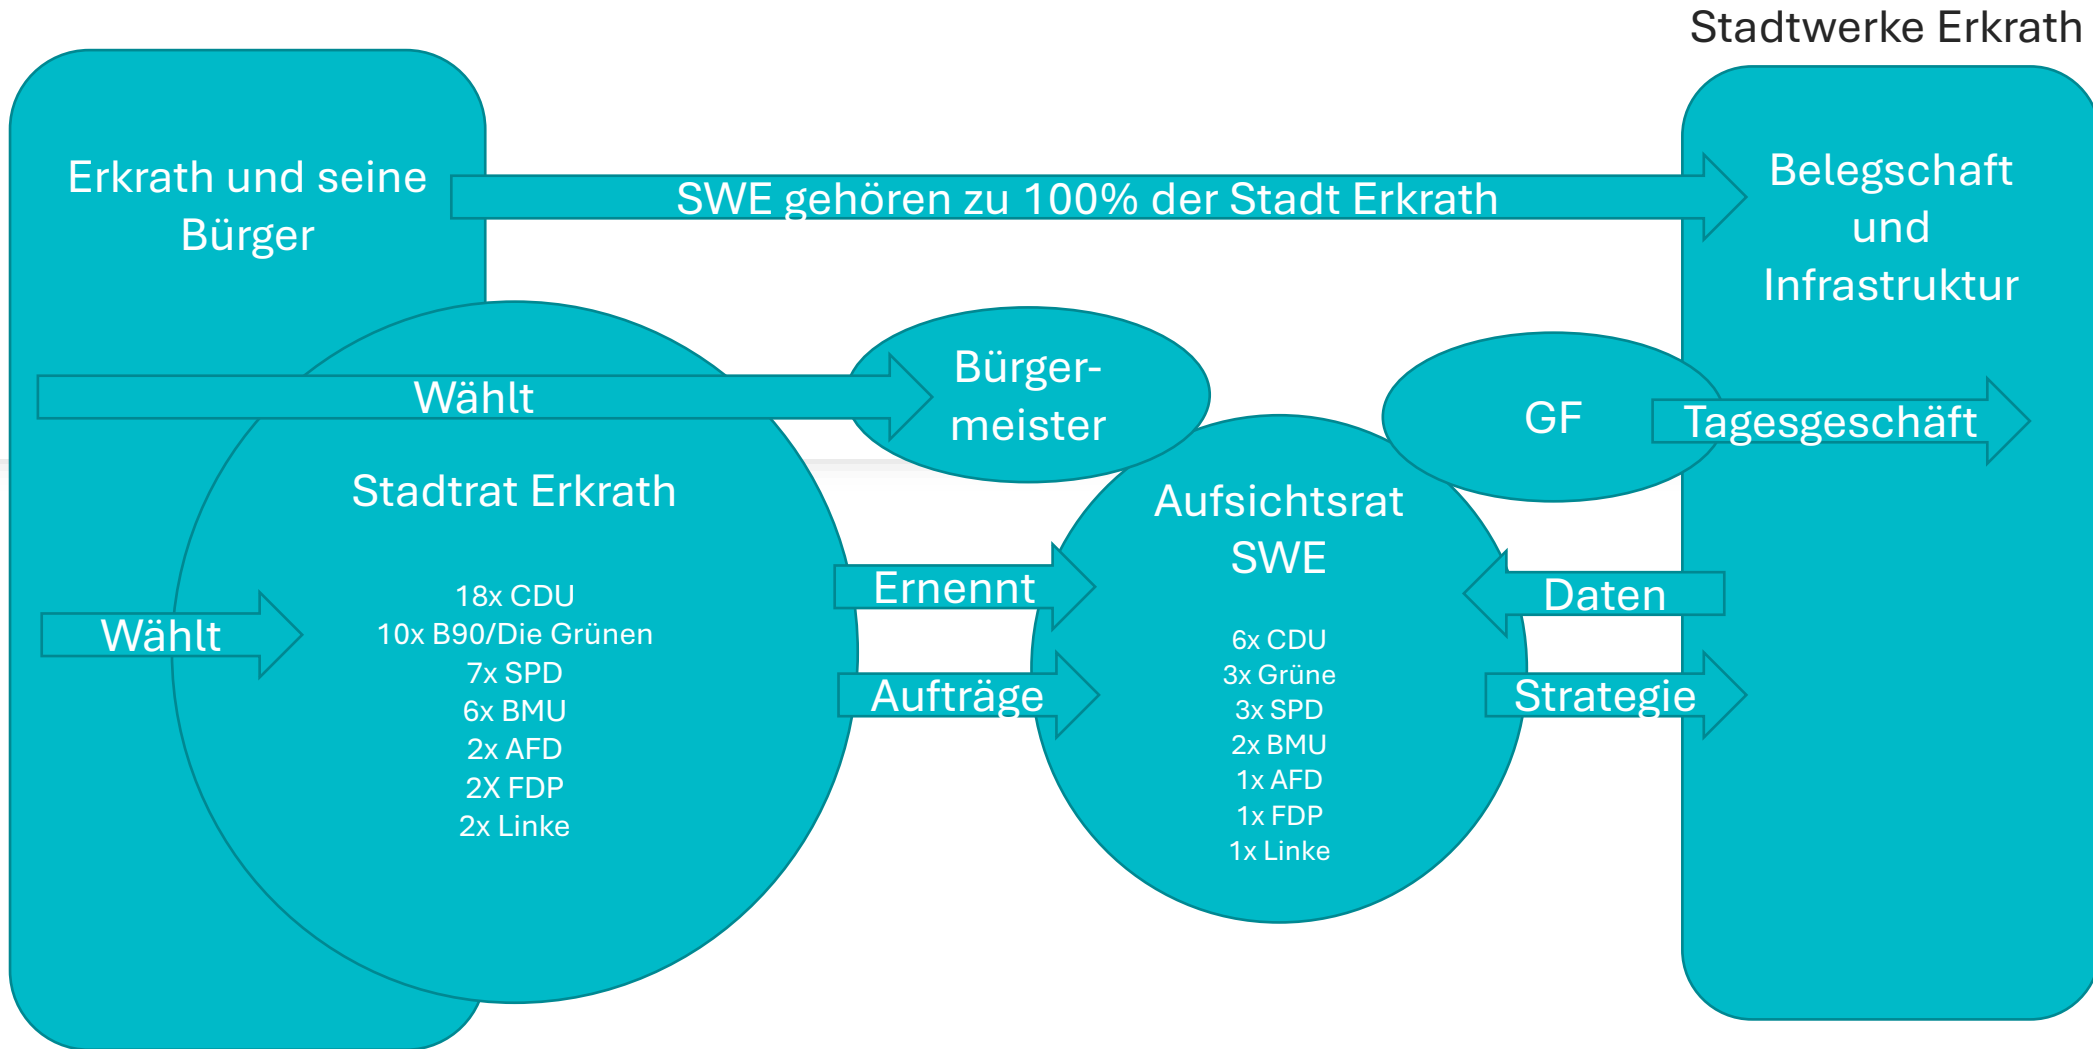 Stadtwerke Erkrath
Erkrath und seine
Bürger
SWE gehören zu 100% der Stadt Erkrath
Belegschaft
und
Infrastruktur
Wählt
Bürger-
meister
GF
Tagesgeschäft
Stadtrat Erkrath
18x CDU
10x B90/Die Grünen
7x SPD
6x BMU
2x AFD
2X FDP
2x Linke
Wählt
Ernennt
Aufträge
Aufsichtsrat
SWE
6x CDU
3x Grüne
3x SPD
2x BMU
1x AFD
1x FDP
1x Linke
Daten
Strategie